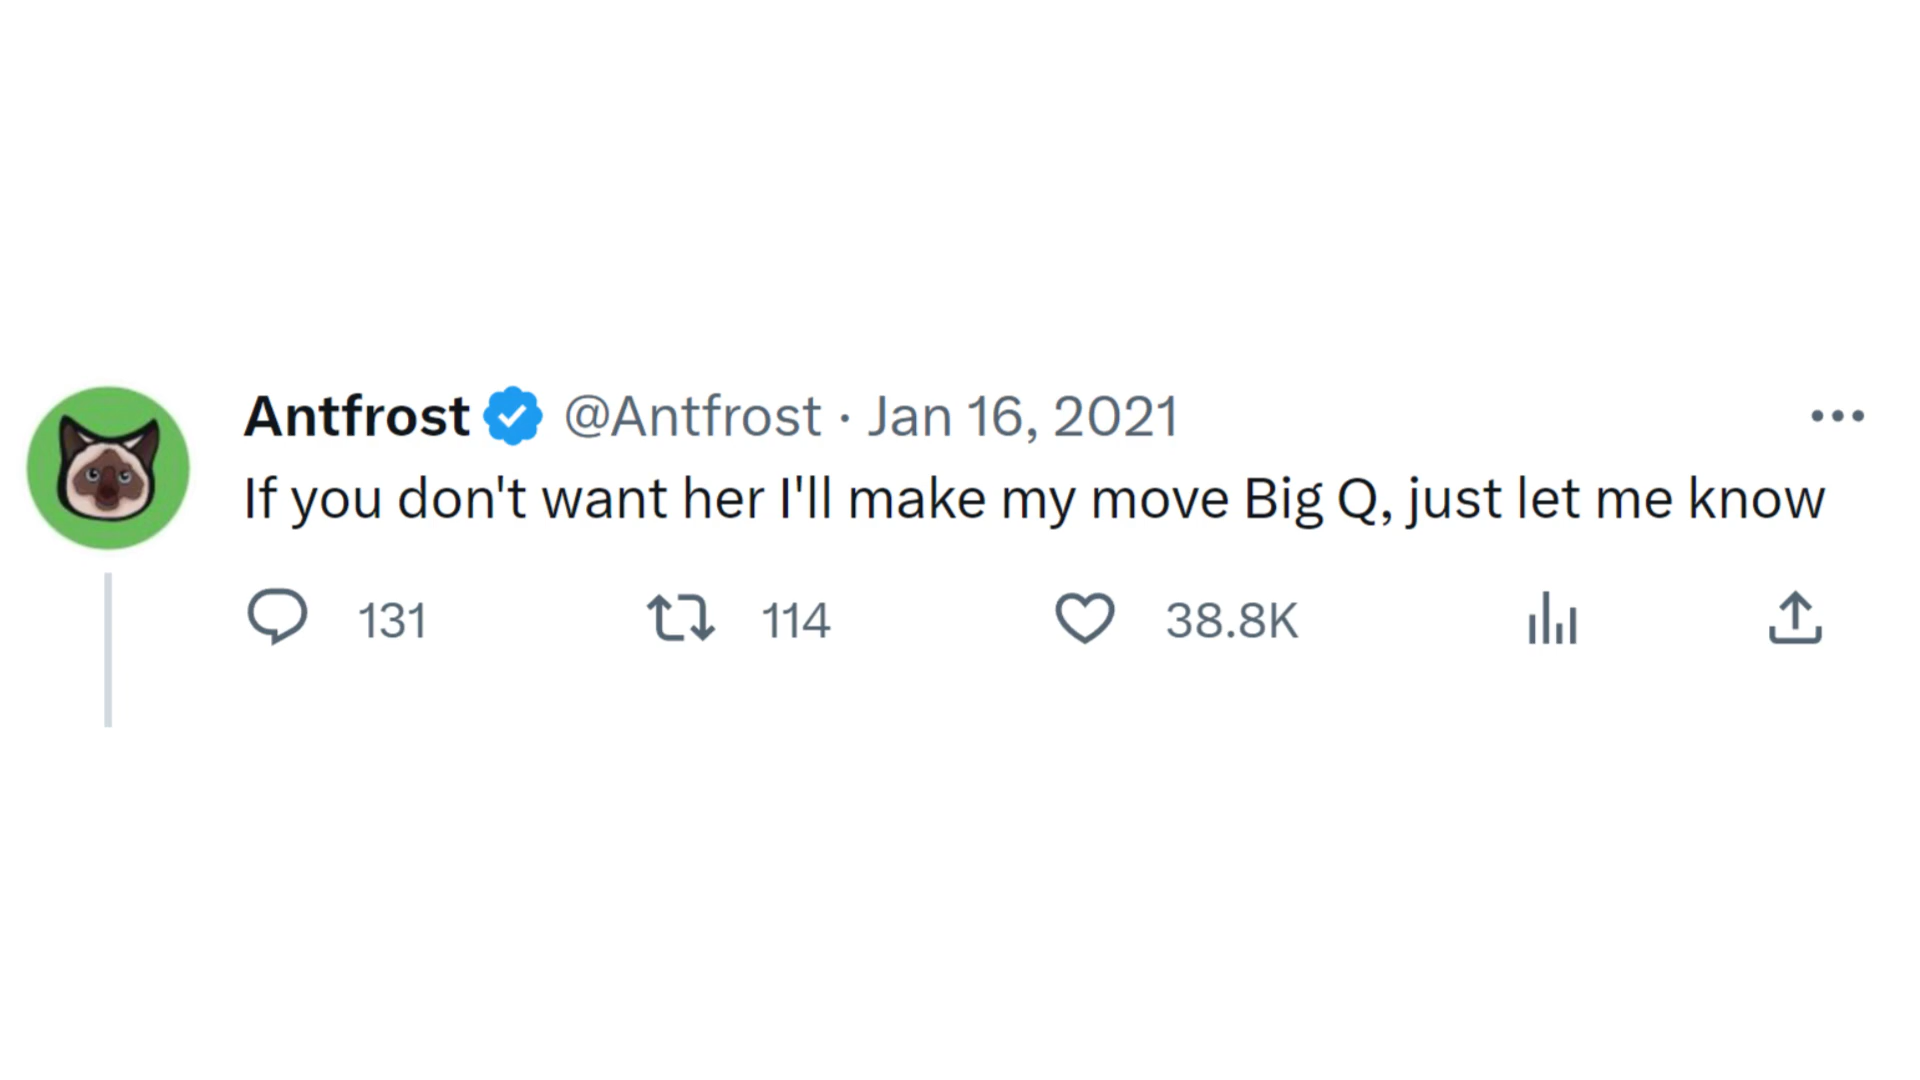 Antfrost @Antfrost · Jan 16, 2021
If you don't want her I'll make my move Big Q, just let me know
131 114 38.8K